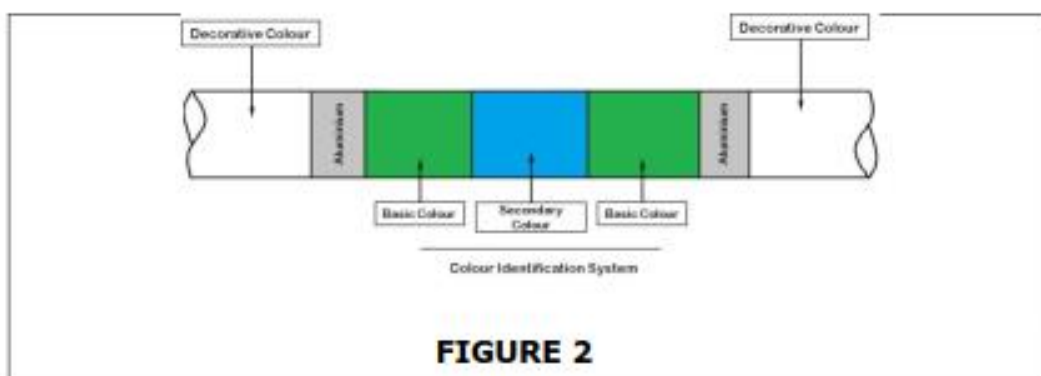 Decorative Colour
Decorative Colour
Aluminium
Aluminium
Basic Colour
Secondary
Colour
Basic Colour
Colour Identification System
FIGURE 2